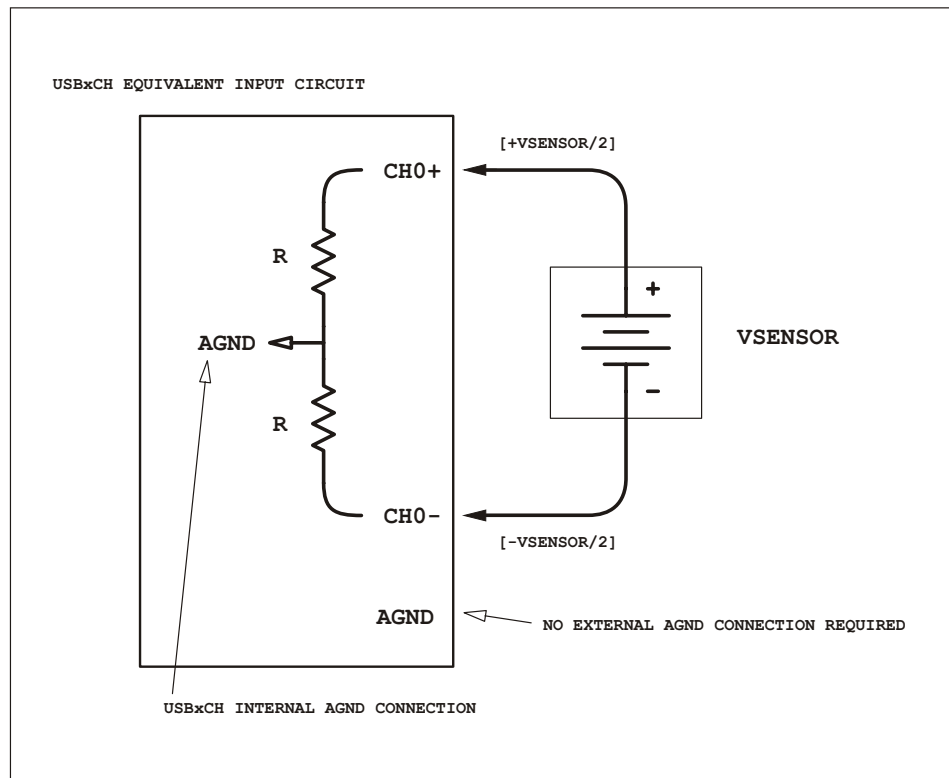 USBxCH EQUIVALENT INPUT CIRCUIT
[+VSENSOR/2]
CH0+
R
+
AGND
VSENSOR
-
R
CH0-
[-VSENSOR/2]
AGND
NO EXTERNAL AGND CONNECTION REQUIRED
USBxCH INTERNAL AGND CONNECTION